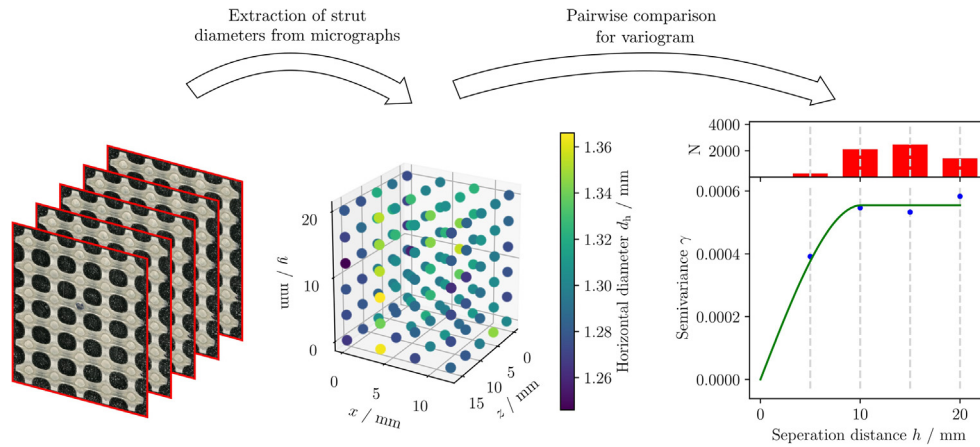 Extraction of strut
diameters from micrographs
Pairwise comparison
for variogram
20
10
0
y / mm
0
5
10
x / mm
15
10
5
0
z / mm
1.36
1.34
1.32
1.30
1.28
1.26
Horizontal diameter d_h / mm
4000
2000
N
0.0006
0.0004
0.0002
0.0000
Semivariance γ
0
10
20
Seperation distance h / mm